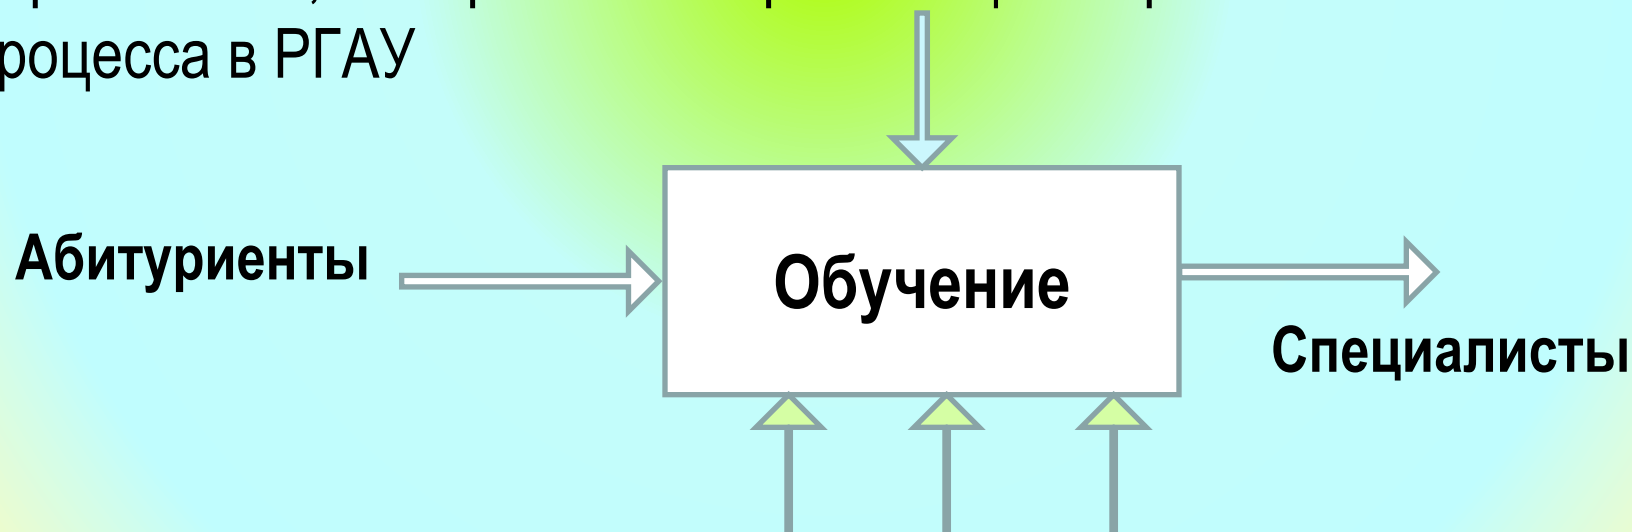 роцесса в РГАУ
Абитуриенты
Обучение
Специалисты